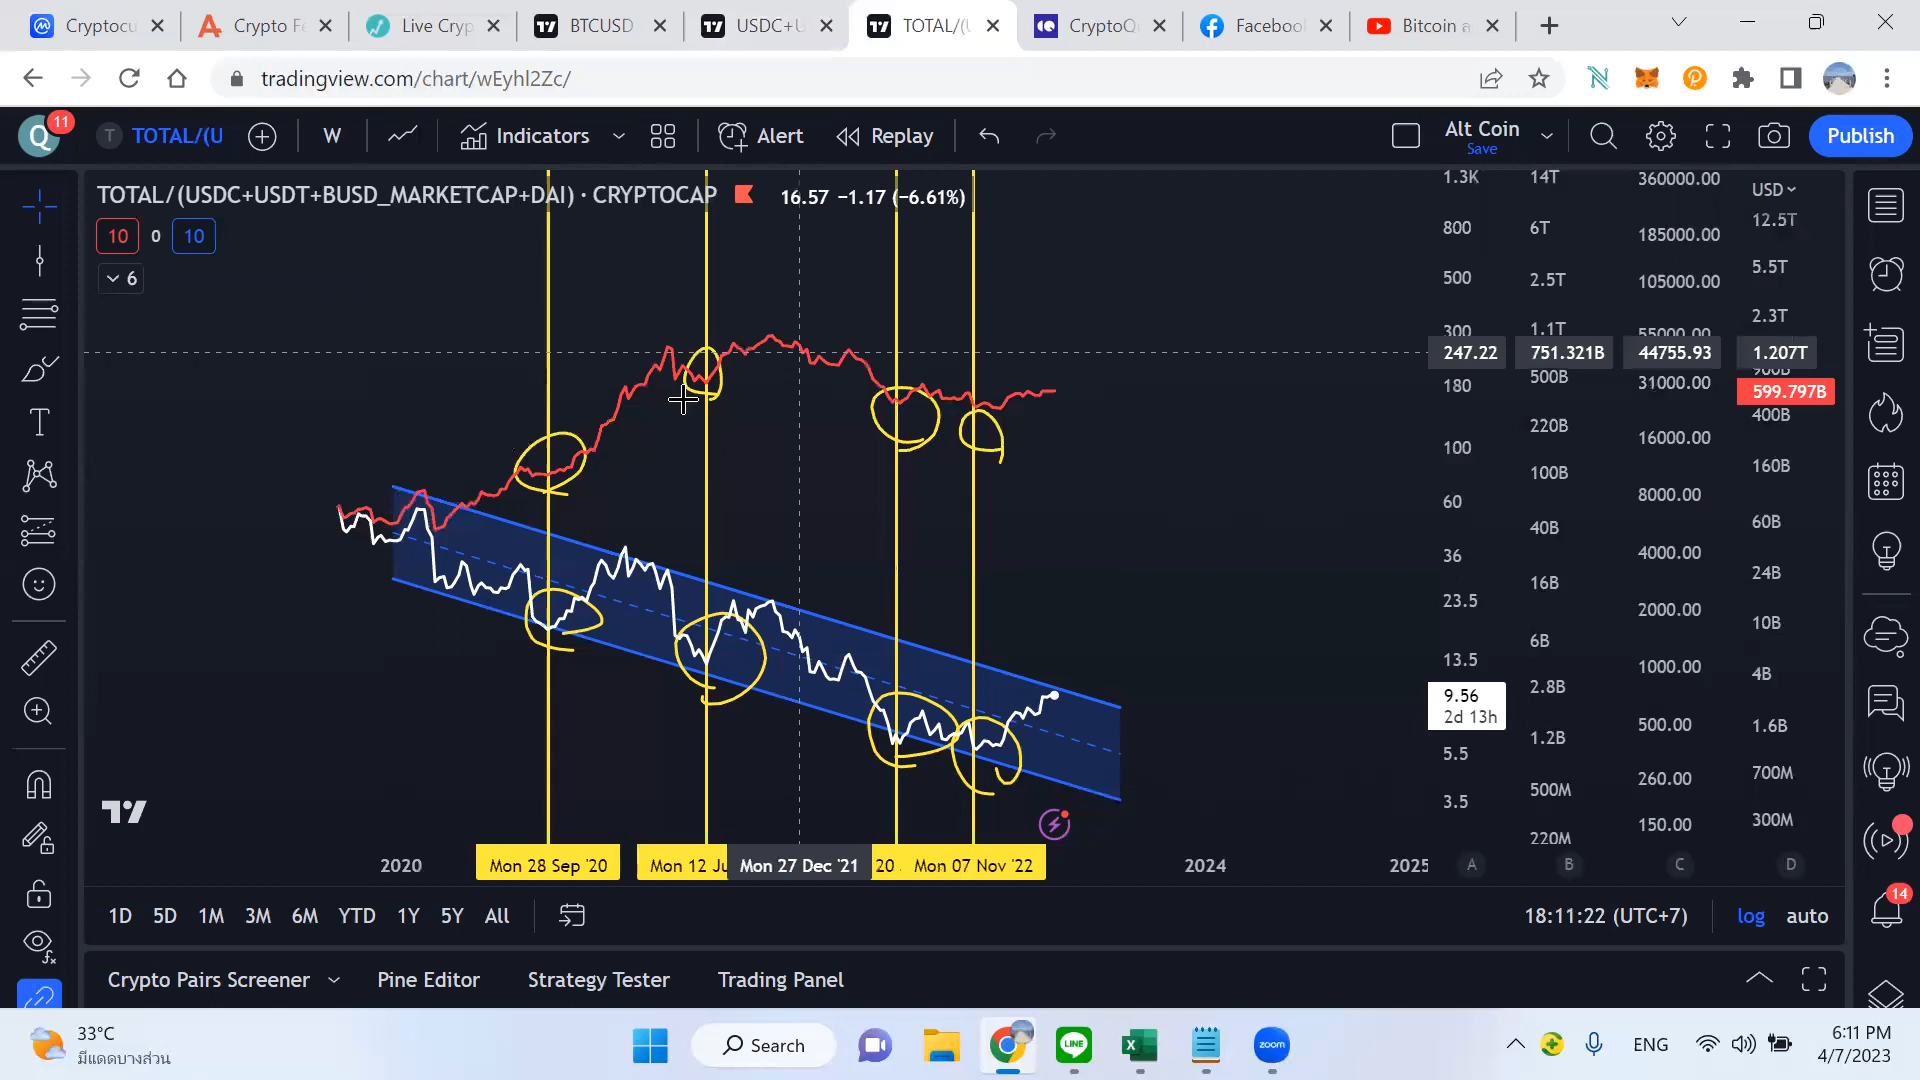 Cryptocu
Crypto Fe
Live Cryp
BTCUSD
USDC+U
TOTAL/(U
CryptoQ
Facebook
Bitcoin a
tradingview.com/chart/wEyhl2Zc/
Q
11
T
TOTAL/(U
W
Indicators
Alert
Replay
Alt Coin
Save
Publish
TOTAL/(USDC+USDT+BUSD_MARKETCAP+DAI) · CRYPTOCAP
16.57 −1.17 (−6.61%)
10 0 10
6
1.3K 14T 360000.00 USD
12.5T
800 6T 185000.00
5.5T
500 2.5T 105000.00
2.3T
300 1.1T 55000.00
247.22 751.321B 44755.93 1.207T
900B
180 500B 31000.00 599.797B
400B
220B 16000.00
100 100B 160B
60 8000.00
40B 60B
36 4000.00
16B 24B
23.5 2000.00
6B 10B
13.5 1000.00
2.8B 4B
9.56
2d 13h
500.00 1.6B
5.5 1.2B
260.00 700M
3.5 500M
150.00 300M
220M
2020 Mon 28 Sep '20 Mon 12 Ju Mon 27 Dec '21 20 Mon 07 Nov '22 2024 2025
A B C D
1D 5D 1M 3M 6M YTD 1Y 5Y All
18:11:22 (UTC+7) log auto
14
Crypto Pairs Screener Pine Editor Strategy Tester Trading Panel
33°C
มีแดดบางส่วน
Search
LINE
zoom
ENG
6:11 PM
4/7/2023